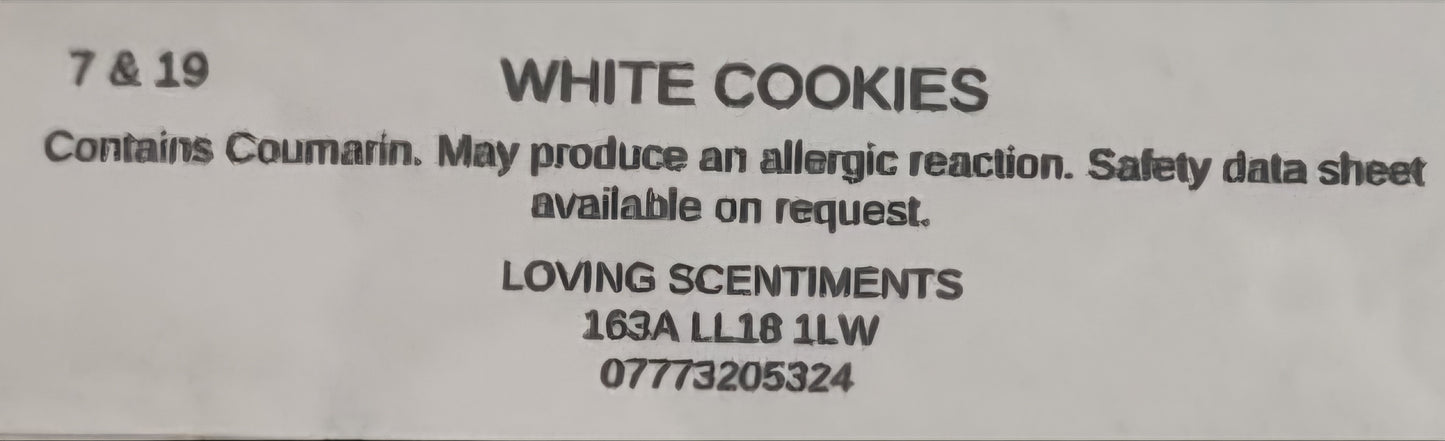 7 & 19
WHITE COOKIES
Contains Coumarin. May produce an allergic reaction. Safety data sheet
available on request.
LOVING SCENTIMENTS
163A LL18 1LW
07773205324